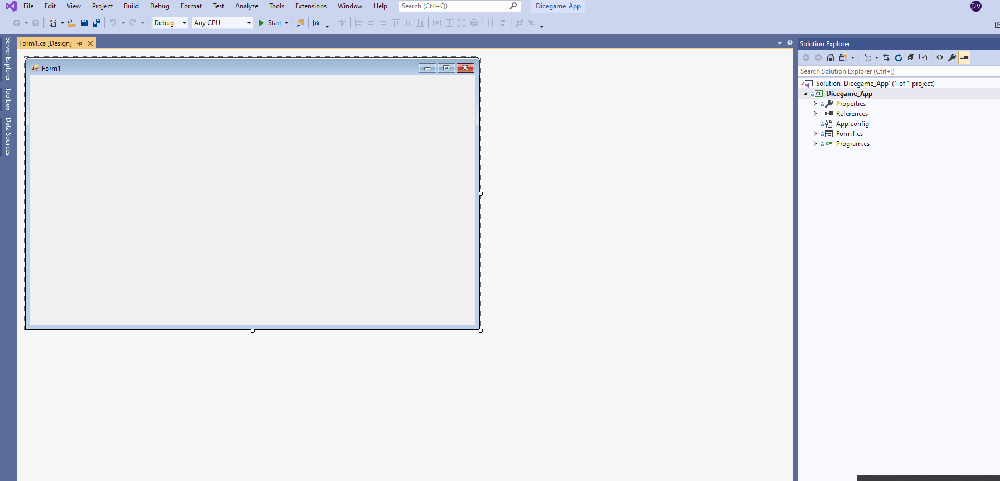 File Edit View Project Build Debug Format Test Analyze Tools Extensions Window Help Search (Ctrl+Q) Dicegame_App DV
Debug Any CPU Start
Form1.cs [Design]
Server Explorer
Toolbox
Data Sources
Form1
Solution Explorer
Search Solution Explorer (Ctrl+;)
Solution 'Dicegame_App' (1 of 1 project)
C# Dicegame_App
Properties
References
App.config
Form1.cs
C# Program.cs